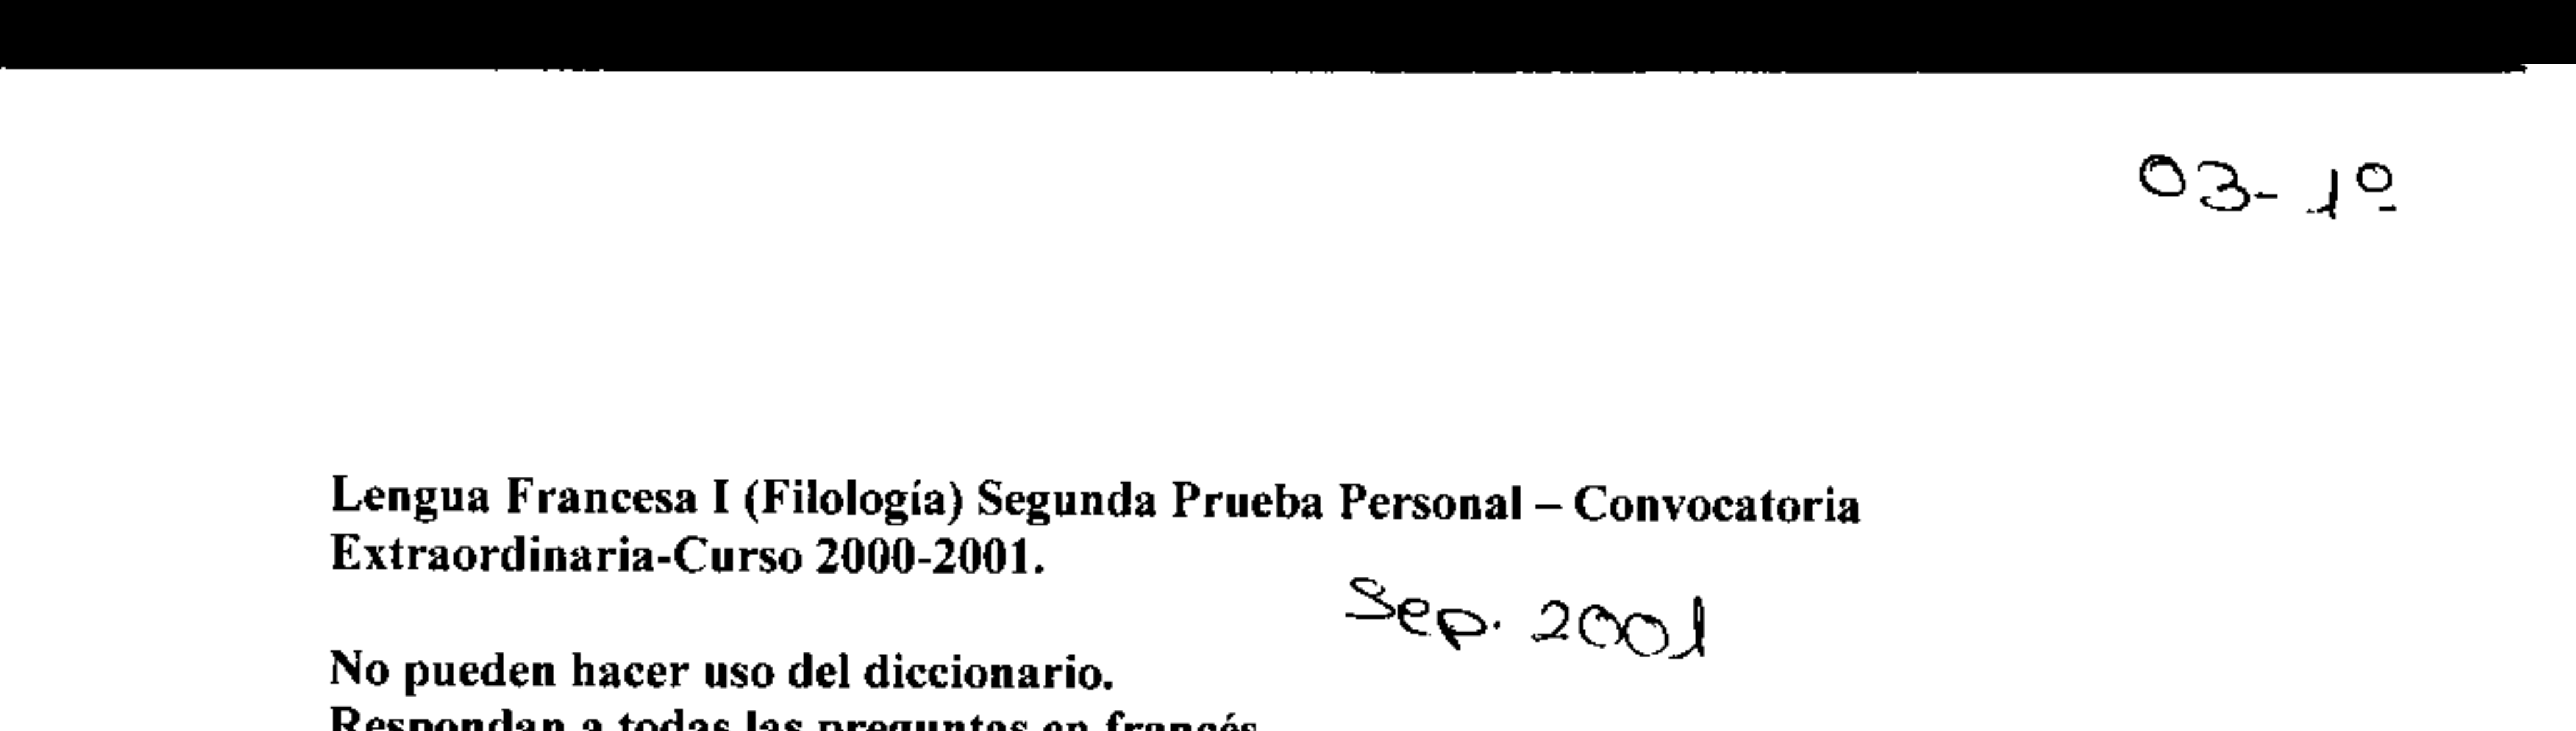 03-1º
Lengua Francesa I (Filología) Segunda Prueba Personal – Convocatoria
Extraordinaria-Curso 2000-2001.
Sep. 2001
No pueden hacer uso del diccionario.
Respondan a todas las preguntas en francés